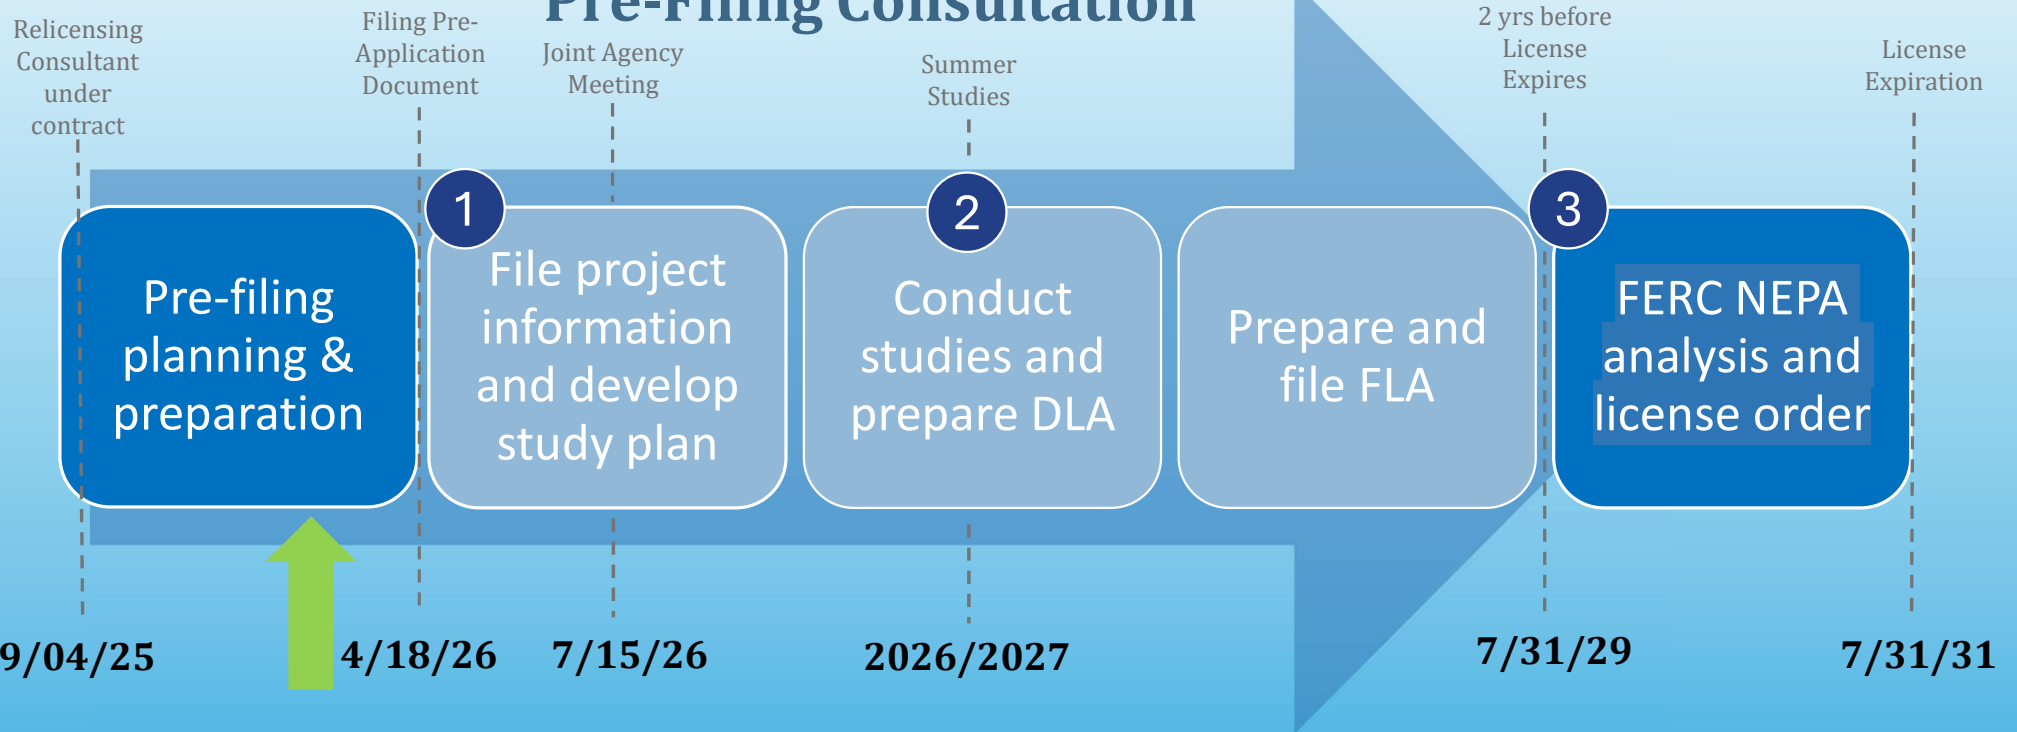 Pre-Filing Consultation
Relicensing
Consultant
under
contract
Filing Pre-
Application
Document
Joint Agency
Meeting
Summer
Studies
2 yrs before
License
Expires
License
Expiration
Pre-filing
planning &
preparation
1
File project
information
and develop
study plan
2
Conduct
studies and
prepare DLA
Prepare and
file FLA
3
FERC NEPA
analysis and
license order
9/04/25
4/18/26
7/15/26
2026/2027
7/31/29
7/31/31